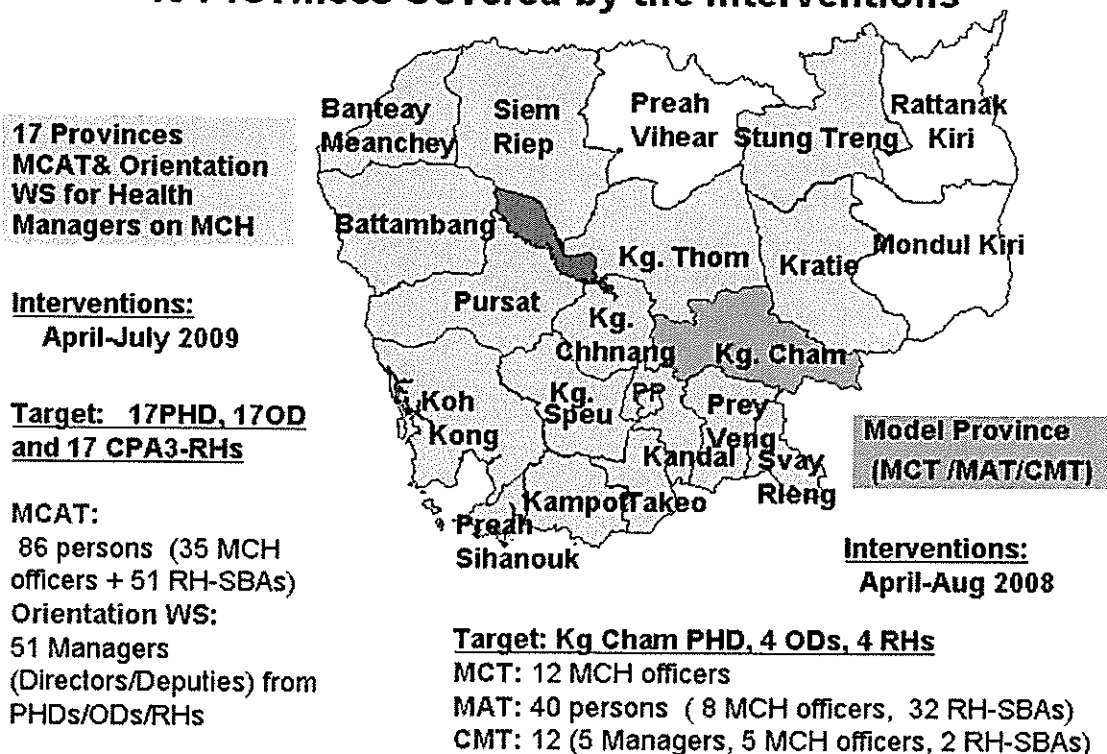 Provinces Covered by the Interventions
17 Provinces
MCAT& Orientation
WS for Health
Managers on MCH
Interventions:
April-July 2009
Target: 17PHD, 17OD
and 17 CPA3-RHs
MCAT:
86 persons (35 MCH
officers + 51 RH-SBAs)
Orientation WS:
51 Managers
(Directors/Deputies) from
PHDs/ODs/RHs
Banteay
Meanchey
Siem
Riep
Preah
Vihear
Stung Treng
Rattanak
Kiri
Battambang
Kg. Thom
Kratie
Mondul Kiri
Pursat
Kg.
Chhnang
Kg. Cham
Koh
Kong
Kg.
Speu
PP
Prey
Veng
Kandal
Svay
Rieng
Kampot
Takeo
Preah
Sihanouk
Model Province
(MCT /MAT/CMT)
Interventions:
April-Aug 2008
Target: Kg Cham PHD, 4 ODs, 4 RHs
MCT: 12 MCH officers
MAT: 40 persons ( 8 MCH officers, 32 RH-SBAs)
CMT: 12 (5 Managers, 5 MCH officers, 2 RH-SBAs)